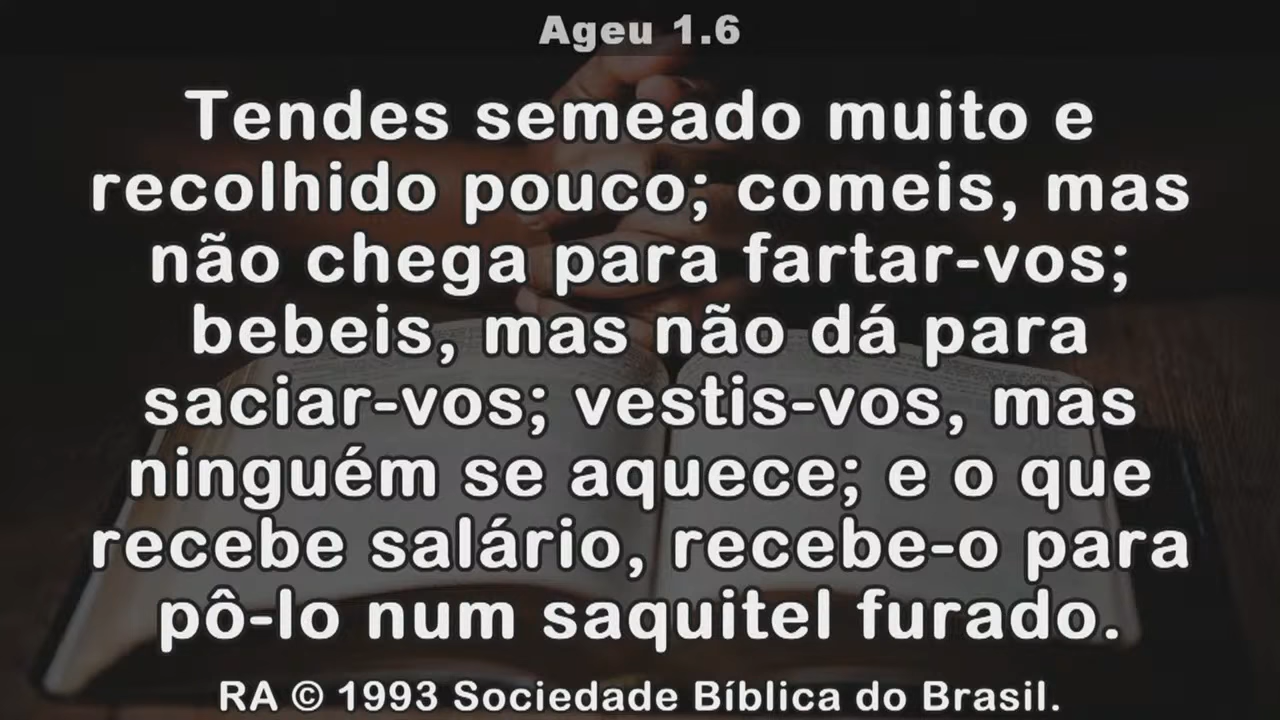 Ageu 1.6
Tendes semeado muito e
recolhido pouco; comeis, mas
não chega para fartar-vos;
bebeis, mas não dá para
saciar-vos; vestis-vos, mas
ninguém se aquece; e o que
recebe salário, recebe-o para
pô-lo num saquitel furado.
RA © 1993 Sociedade Bíblica do Brasil.